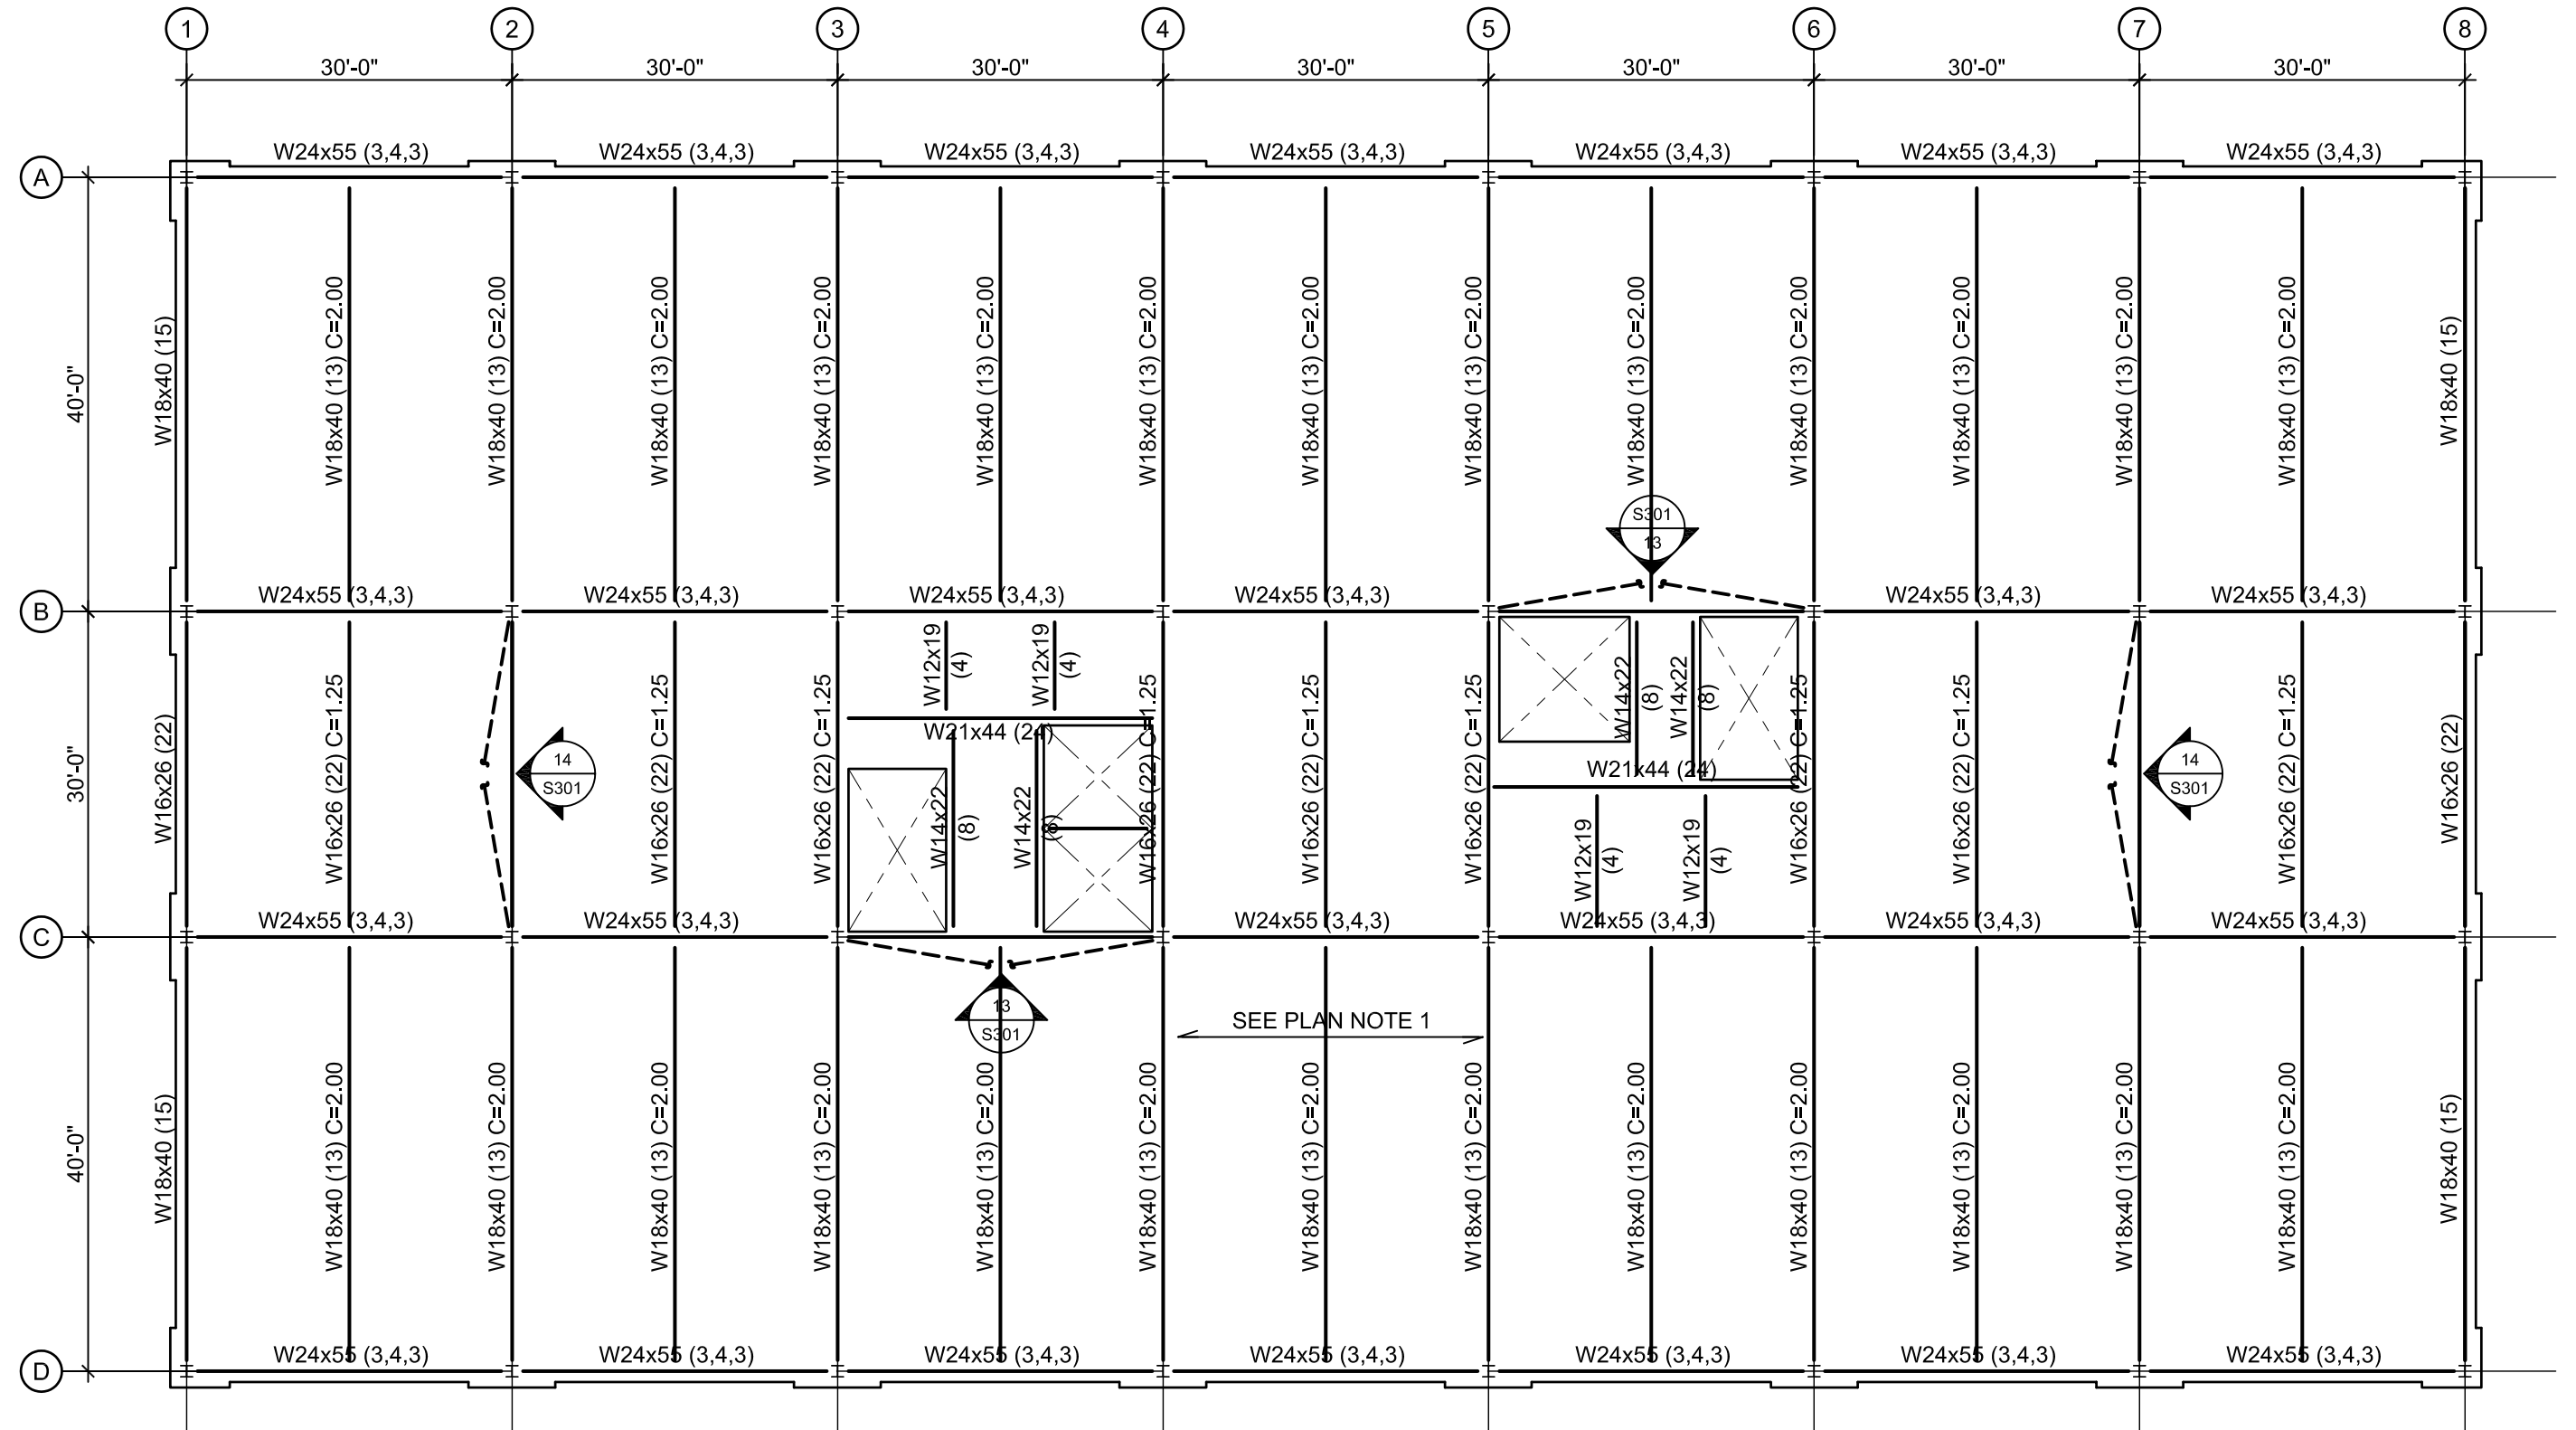 1
2
3
4
5
6
7
8
30'-0"
30'-0"
30'-0"
30'-0"
30'-0"
30'-0"
30'-0"
W24x55 (3,4,3)
W24x55 (3,4,3)
W24x55 (3,4,3)
W24x55 (3,4,3)
W24x55 (3,4,3)
W24x55 (3,4,3)
W24x55 (3,4,3)
A
40'-0"
W18x40 (15)
W18x40 (13) C=2.00
W18x40 (13) C=2.00
W18x40 (13) C=2.00
W18x40 (13) C=2.00
W18x40 (13) C=2.00
W18x40 (13) C=2.00
W18x40 (13) C=2.00
W18x40 (13) C=2.00
W18x40 (13) C=2.00
W18x40 (13) C=2.00
W18x40 (13) C=2.00
W18x40 (13) C=2.00
W18x40 (13) C=2.00
W18x40 (15)
S301
13
B
W24x55 (3,4,3)
W24x55 (3,4,3)
W24x55 (3,4,3)
W24x55 (3,4,3)
W24x55 (3,4,3)
W24x55 (3,4,3)
30'-0"
W16x26 (22)
W16x26 (22) C=1.25
14
S301
W16x26 (22) C=1.25
W16x26 (22) C=1.25
W12x19
(4)
W12x19
(4)
W21x44 (24)
W14x22
(8)
W14x22
(8)
W16x26 (22) C=1.25
W16x26 (22) C=1.25
W16x26 (22) C=1.25
W14x22
(8)
W14x22
(8)
W21x44 (24)
W12x19
(4)
W12x19
(4)
W16x26 (22) C=1.25
W16x26 (22) C=1.25
14
S301
W16x26 (22) C=1.25
W16x26 (22)
C
W24x55 (3,4,3)
W24x55 (3,4,3)
W24x55 (3,4,3)
W24x55 (3,4,3)
W24x55 (3,4,3)
W24x55 (3,4,3)
13
S301
SEE PLAN NOTE 1
40'-0"
W18x40 (15)
W18x40 (13) C=2.00
W18x40 (13) C=2.00
W18x40 (13) C=2.00
W18x40 (13) C=2.00
W18x40 (13) C=2.00
W18x40 (13) C=2.00
W18x40 (13) C=2.00
W18x40 (13) C=2.00
W18x40 (13) C=2.00
W18x40 (13) C=2.00
W18x40 (13) C=2.00
W18x40 (13) C=2.00
W18x40 (13) C=2.00
W18x40 (15)
D
W24x55 (3,4,3)
W24x55 (3,4,3)
W24x55 (3,4,3)
W24x55 (3,4,3)
W24x55 (3,4,3)
W24x55 (3,4,3)
W24x55 (3,4,3)